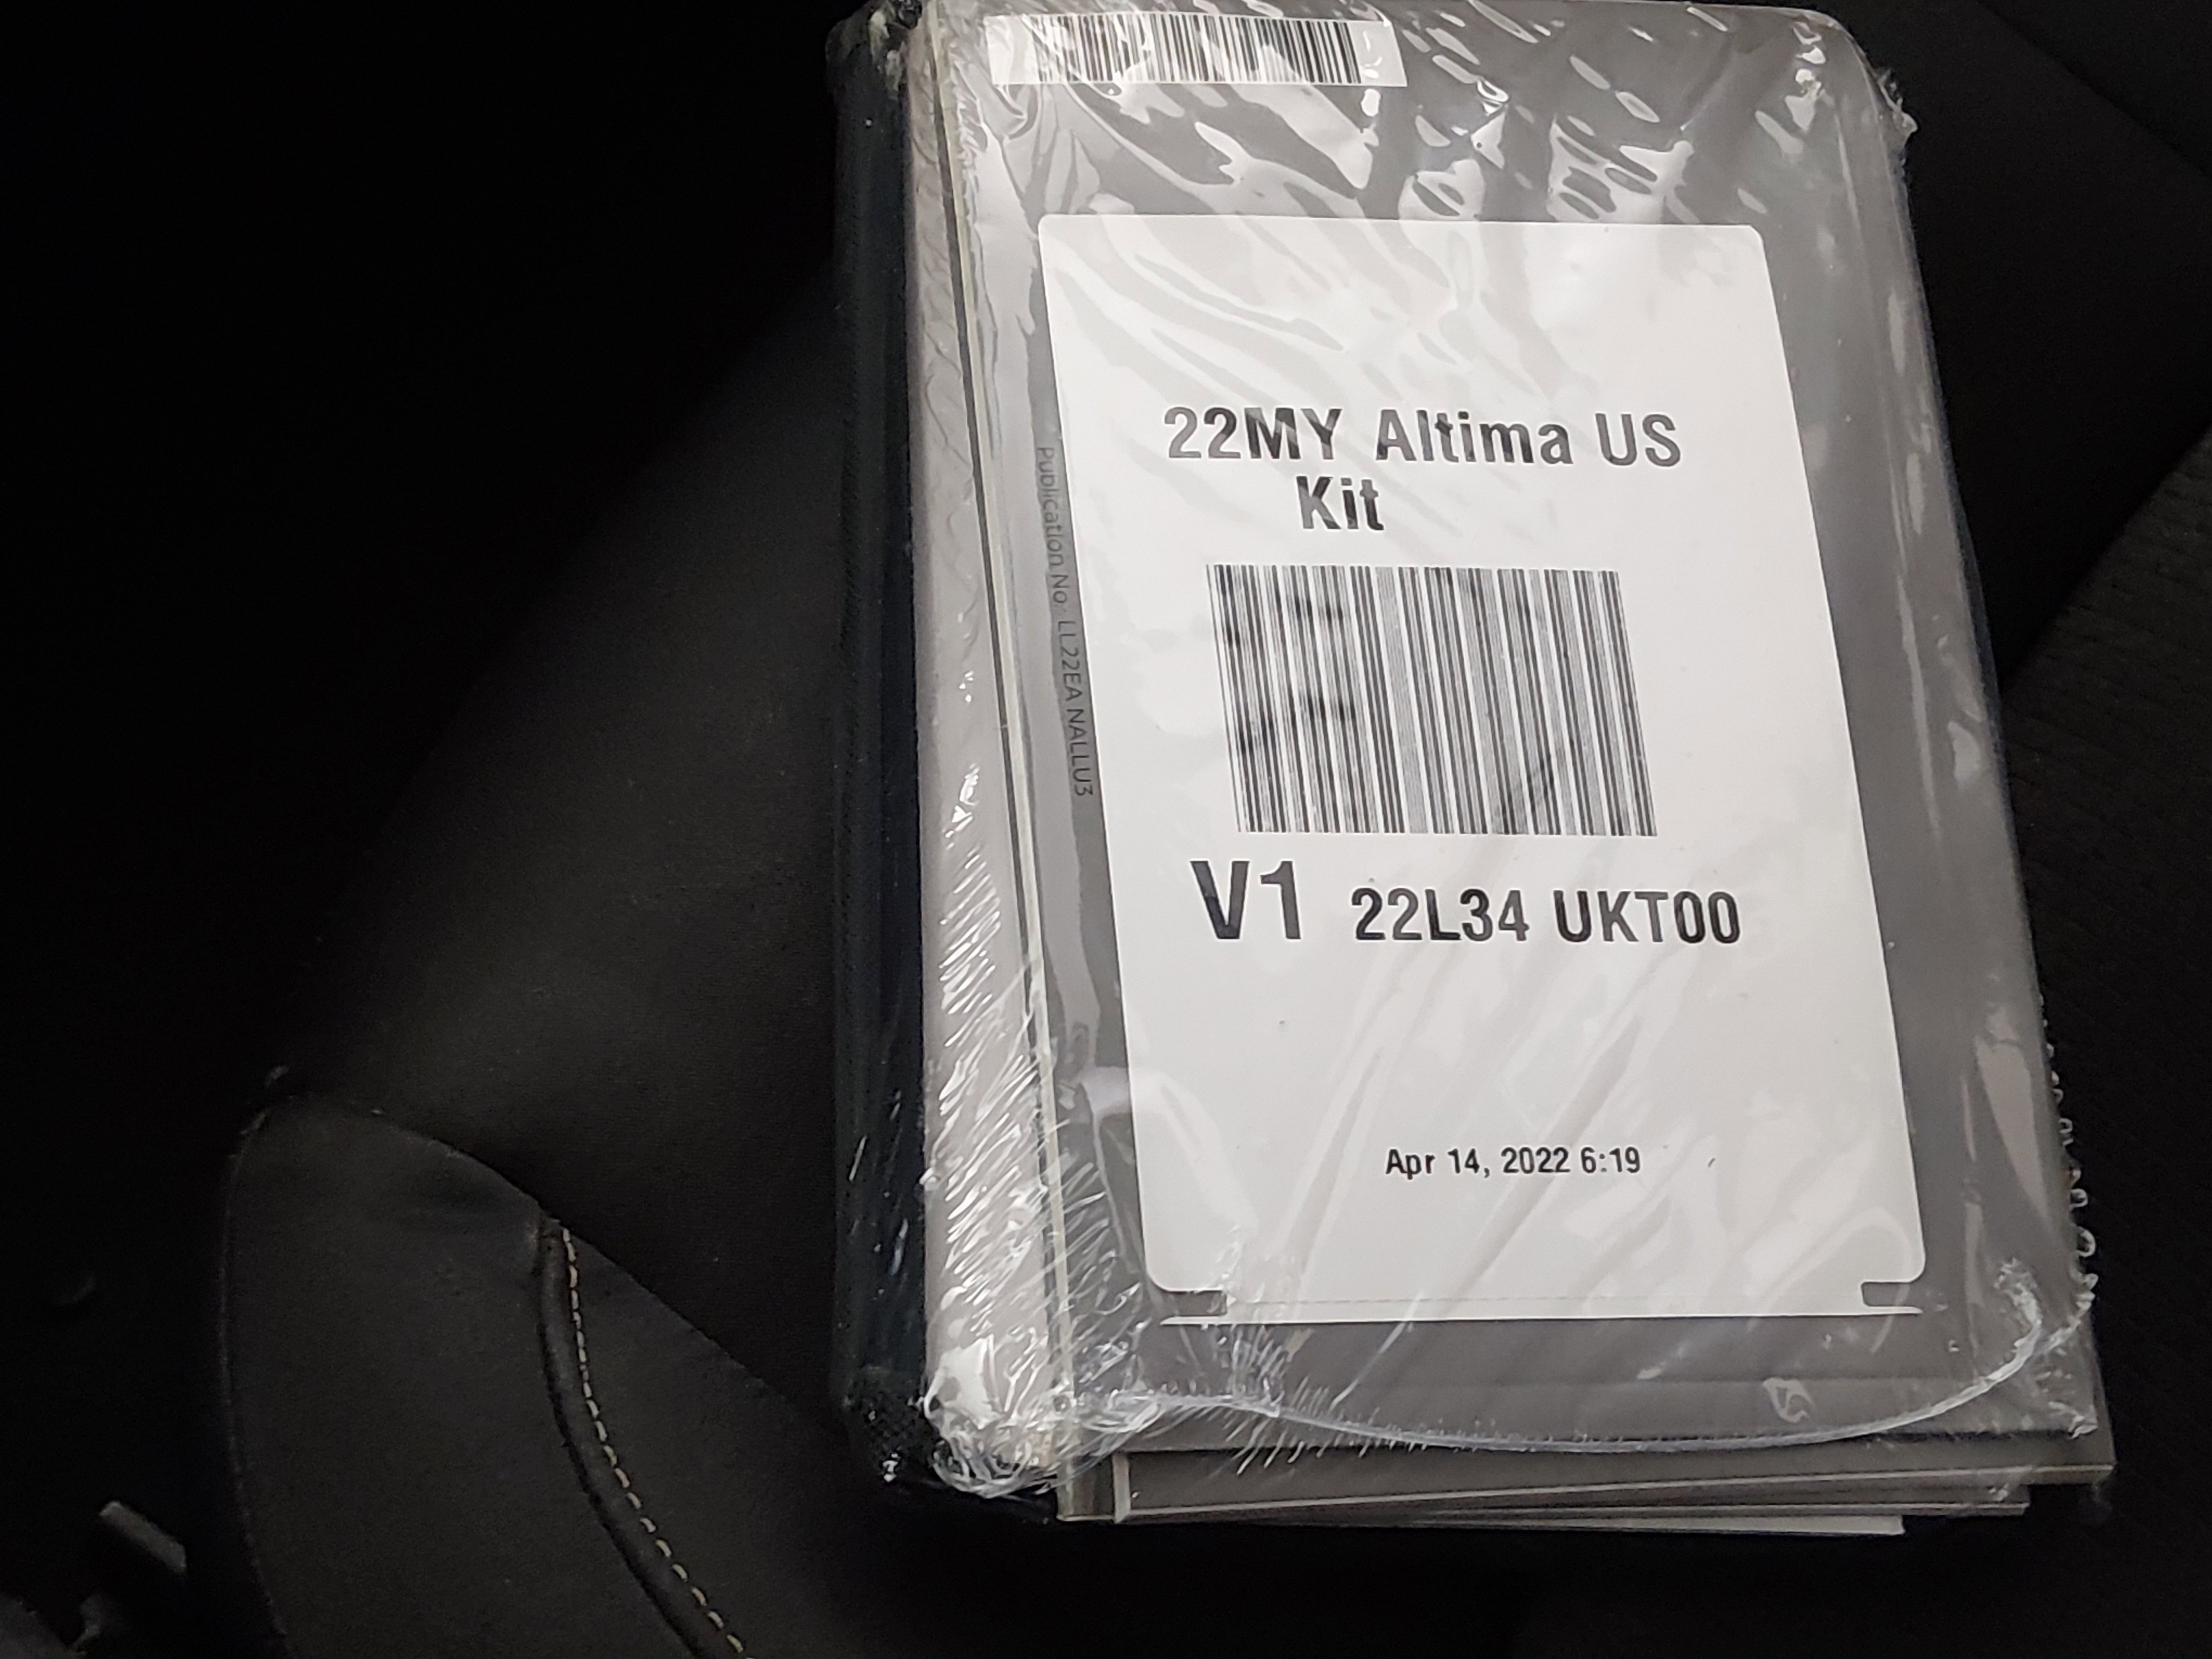 22MY Altima US
Kit
Publication No: LL22EA NALLU3
V1 22L34 UKT00
Apr 14, 2022 6:19